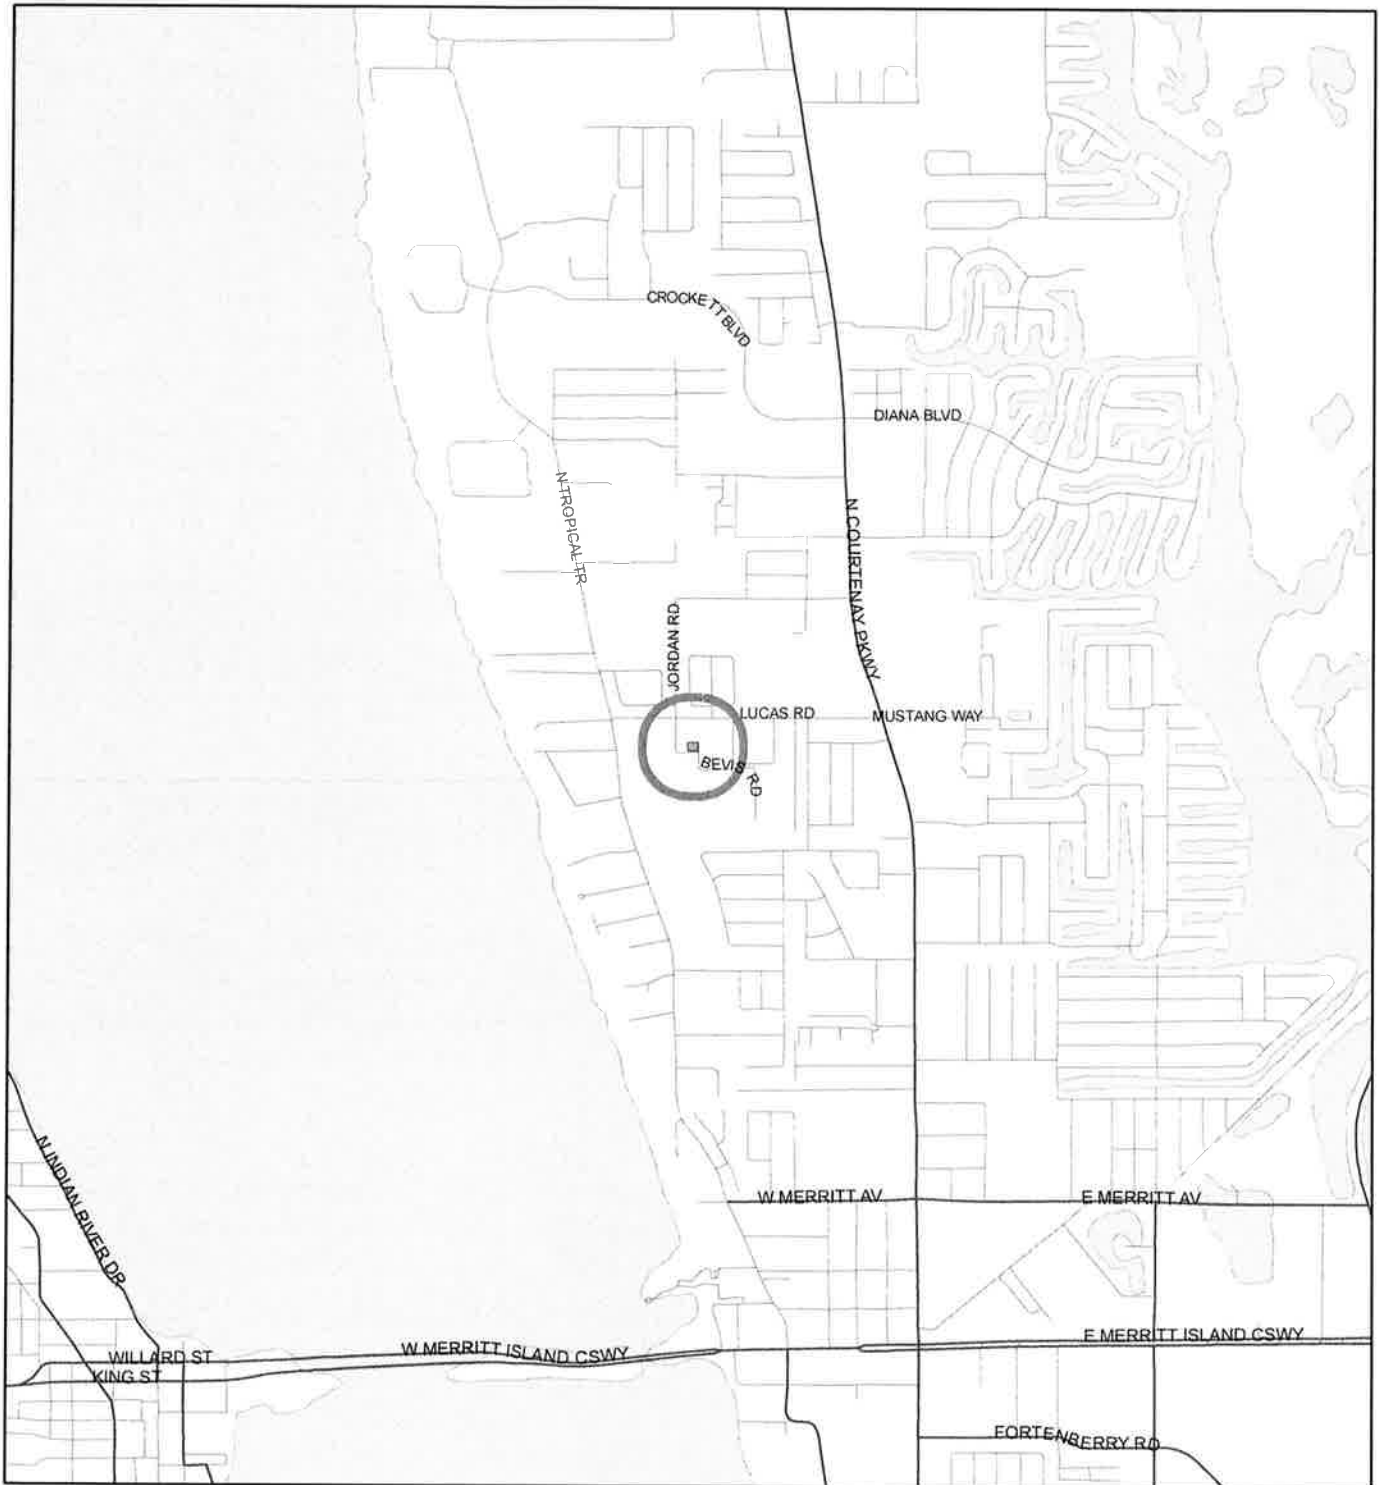 CROCKETT BLVD
DIANA BLVD
N TROPICAL TR
N COURTENAY PKWY
JORDAN RD
LUCAS RD
MUSTANG WAY
BEVIS RD
N INDIAN RIVER DR
W MERRITT AV
E MERRITT AV
E MERRITT ISLAND CSWY
W MERRITT ISLAND CSWY
WILLARD ST
KING ST
FORTENBERRY RD